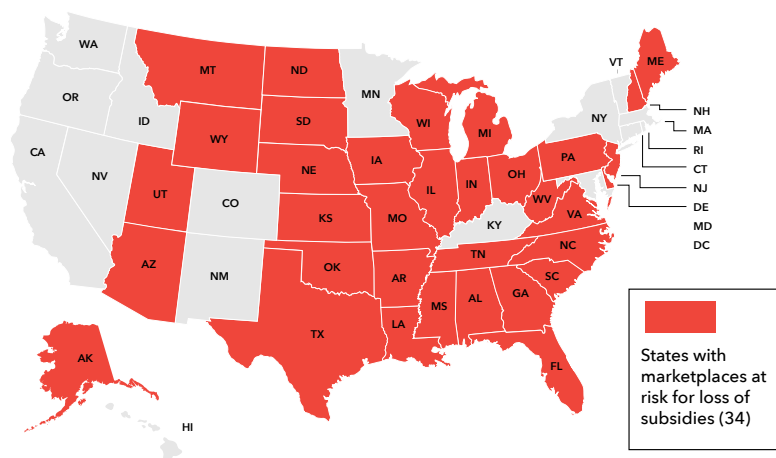 WA
MT
ND
MN
VT
ME
OR
ID
SD
WI
MI
NY
NH
MA
RI
CT
NJ
DE
MD
DC
WY
CA
NV
UT
CO
NE
IA
IL
IN
OH
PA
WV
VA
KS
MO
KY
AZ
NM
OK
AR
TN
NC
SC
TX
LA
MS
AL
GA
FL
AK
HI
States with
marketplaces at
risk for loss of
subsidies (34)